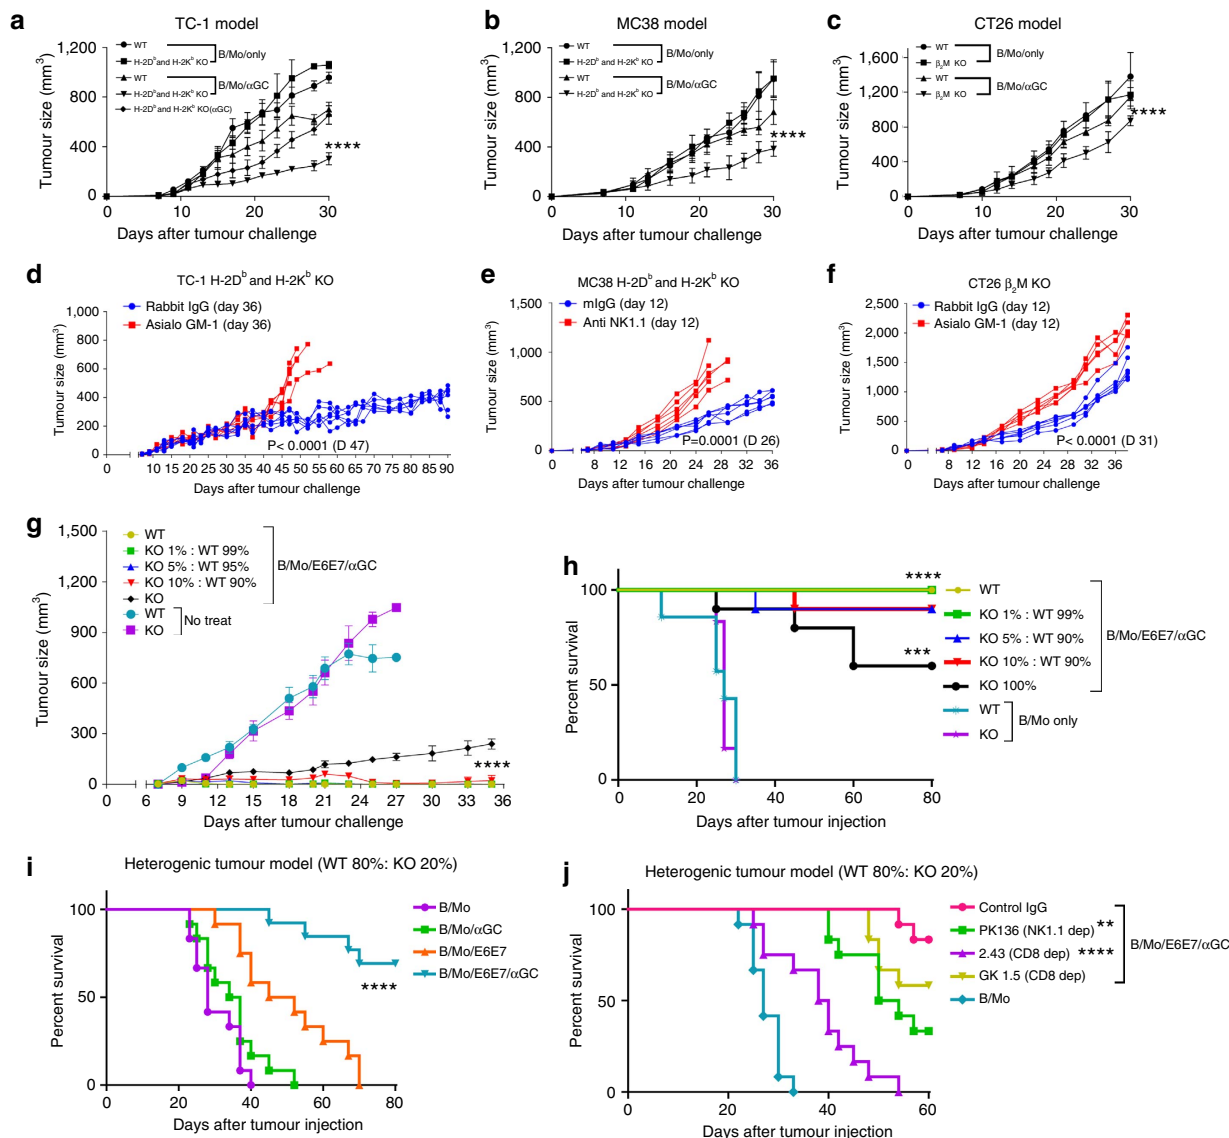 a
TC-1 model
Tumour size (mm³)
1,200
800
400
0
0 10 20 30
Days after tumour challenge
WT
H-2Dᵇ and H-2Kᵇ KO
B/Mo/only
WT
H-2Dᵇ and H-2Kᵇ KO
B/Mo/αGC
H-2Dᵇ and H-2Kᵇ KO(αGC)
****
b
MC38 model
Tumour size (mm³)
1,200
800
400
0
0 10 20 30
Days after tumour challenge
WT
H-2Dᵇ and H-2Kᵇ KO
B/Mo/only
WT
H-2Dᵇ and H-2Kᵇ KO
B/Mo/αGC
****
c
CT26 model
Tumour size (mm³)
1,600
1,200
800
400
0
0 10 20 30
Days after tumour challenge
WT
β₂M KO
B/Mo/only
WT
β₂M KO
B/Mo/αGC
****
d
TC-1 H-2Dᵇ and H-2Kᵇ KO
Tumour size (mm³)
1,000
800
600
400
200
0
Rabbit IgG (day 36)
Asialo GM-1 (day 36)
P< 0.0001 (D 47)
0 10 15 20 25 30 35 40 45 50 55 60 65 70 75 80 85 90
Days after tumour challenge
e
MC38 H-2Dᵇ and H-2Kᵇ KO
Tumour size (mm³)
1,500
1,000
500
0
mIgG (day 12)
Anti NK1.1 (day 12)
P=0.0001 (D 26)
0 8 12 16 20 24 28 32 36
Days after tumour challenge
f
CT26 β₂M KO
Tumour size (mm³)
2,500
2,000
1,500
1,000
500
0
Rabbit IgG (day 12)
Asialo GM-1 (day 12)
P< 0.0001 (D 31)
0 8 12 16 20 24 28 32 36
Days after tumour challenge
g
Tumour size (mm³)
1,500
1,200
900
600
300
0
WT
KO 1% : WT 99%
KO 5% : WT 95%
KO 10% : WT 90%
KO
B/Mo/E6E7/αGC
WT
KO
No treat
****
0 6 9 12 15 18 21 24 27 30 33 36
Days after tumour challenge
h
Percent survival
100
50
0
0 20 40 60 80
Days after tumour injection
****
***
WT
KO 1% : WT 99%
KO 5% : WT 90%
KO 10% : WT 90%
KO 100%
B/Mo/E6E7/αGC
WT
KO
B/Mo only
i
Heterogenic tumour model (WT 80%: KO 20%)
Percent survival
100
50
0
0 20 40 60 80
Days after tumour injection
B/Mo
B/Mo/αGC
B/Mo/E6E7
B/Mo/E6E7/αGC
****
j
Heterogenic tumour model (WT 80%: KO 20%)
Percent survival
100
50
0
0 20 40 60
Days after tumour injection
Control IgG
PK136 (NK1.1 dep) **
2.43 (CD8 dep) ****
GK 1.5 (CD8 dep)
B/Mo
B/Mo/E6E7/αGC